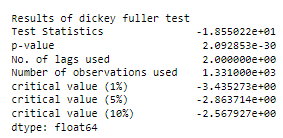 Results of dickey fuller test
Test Statistics -1.855022e+01
p-value 2.092853e-30
No. of lags used 2.000000e+00
Number of observations used 1.331000e+03
critical value (1%) -3.435273e+00
critical value (5%) -2.863714e+00
critical value (10%) -2.567927e+00
dtype: float64